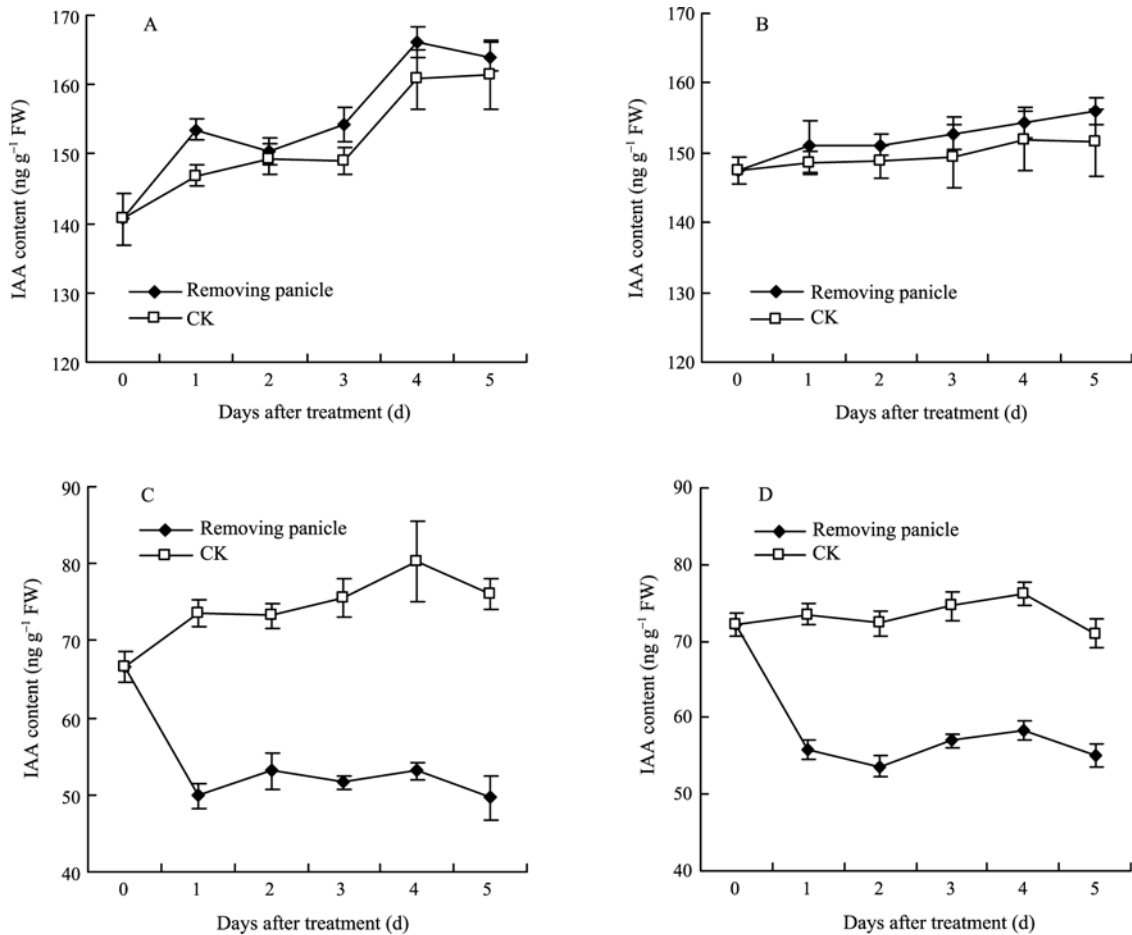 A
170
160
150
140
130
120
IAA content (ng g⁻¹ FW)
Removing panicle
CK
0 1 2 3 4 5
Days after treatment (d)
B
170
160
150
140
130
120
IAA content (ng g⁻¹ FW)
Removing panicle
CK
0 1 2 3 4 5
Days after treatment (d)
C
90
80
70
60
50
40
IAA content (ng g⁻¹ FW)
Removing panicle
CK
0 1 2 3 4 5
Days after treatment (d)
D
90
80
70
60
50
40
IAA content (ng g⁻¹ FW)
Removing panicle
CK
0 1 2 3 4 5
Days after treatment (d)